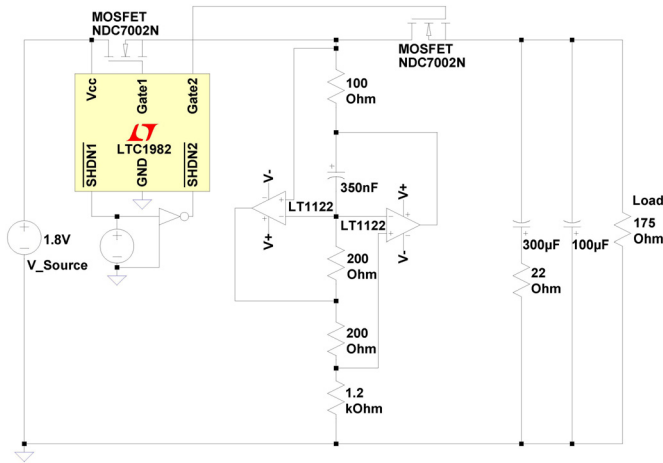 MOSFET
NDC7002N
MOSFET
NDC7002N
Vcc
Gate1
Gate2
LTC1982
SHDN1
GND
SHDN2
100
Ohm
350nF
V-
V+
LT1122
LT1122
V+
V-
1.8V
V_Source
200
Ohm
200
Ohm
1.2
kOhm
300µF
22
Ohm
100µF
Load
175
Ohm